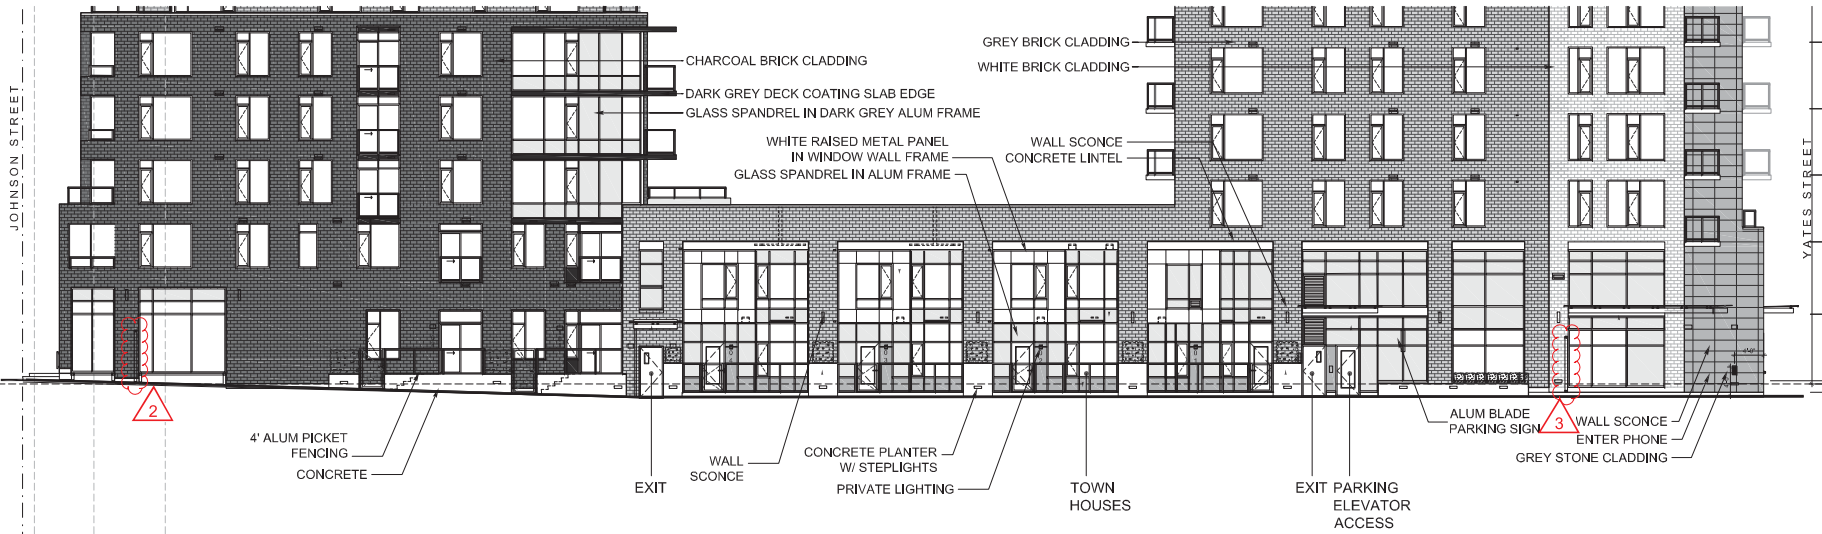 JOHNSON STREET
CHARCOAL BRICK CLADDING
DARK GREY DECK COATING SLAB EDGE
GLASS SPANDREL IN DARK GREY ALUM FRAME
WHITE RAISED METAL PANEL
IN WINDOW WALL FRAME
GLASS SPANDREL IN ALUM FRAME
GREY BRICK CLADDING
WHITE BRICK CLADDING
WALL SCONCE
CONCRETE LINTEL
YATES STREET
2
4' ALUM PICKET
FENCING
CONCRETE
EXIT
WALL
SCONCE
CONCRETE PLANTER
W/ STEPLIGHTS
PRIVATE LIGHTING
TOWN
HOUSES
EXIT
PARKING
ELEVATOR
ACCESS
ALUM BLADE
PARKING SIGN
3
WALL SCONCE
ENTER PHONE
GREY STONE CLADDING